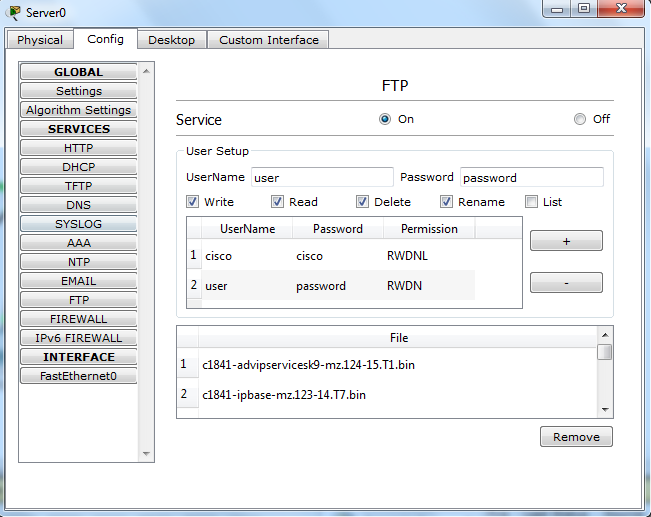 Server0
Physical Config Desktop Custom Interface
GLOBAL
Settings
Algorithm Settings
SERVICES
HTTP
DHCP
TFTP
DNS
SYSLOG
AAA
NTP
EMAIL
FTP
FIREWALL
IPv6 FIREWALL
INTERFACE
FastEthernet0
FTP
Service On Off
User Setup
UserName user Password password
Write Read Delete Rename List
UserName Password Permission
1 cisco cisco RWDNL
2 user password RWDN
+
-
File
1 c1841-advipservicesk9-mz.124-15.T1.bin
2 c1841-ipbase-mz.123-14.T7.bin
Remove